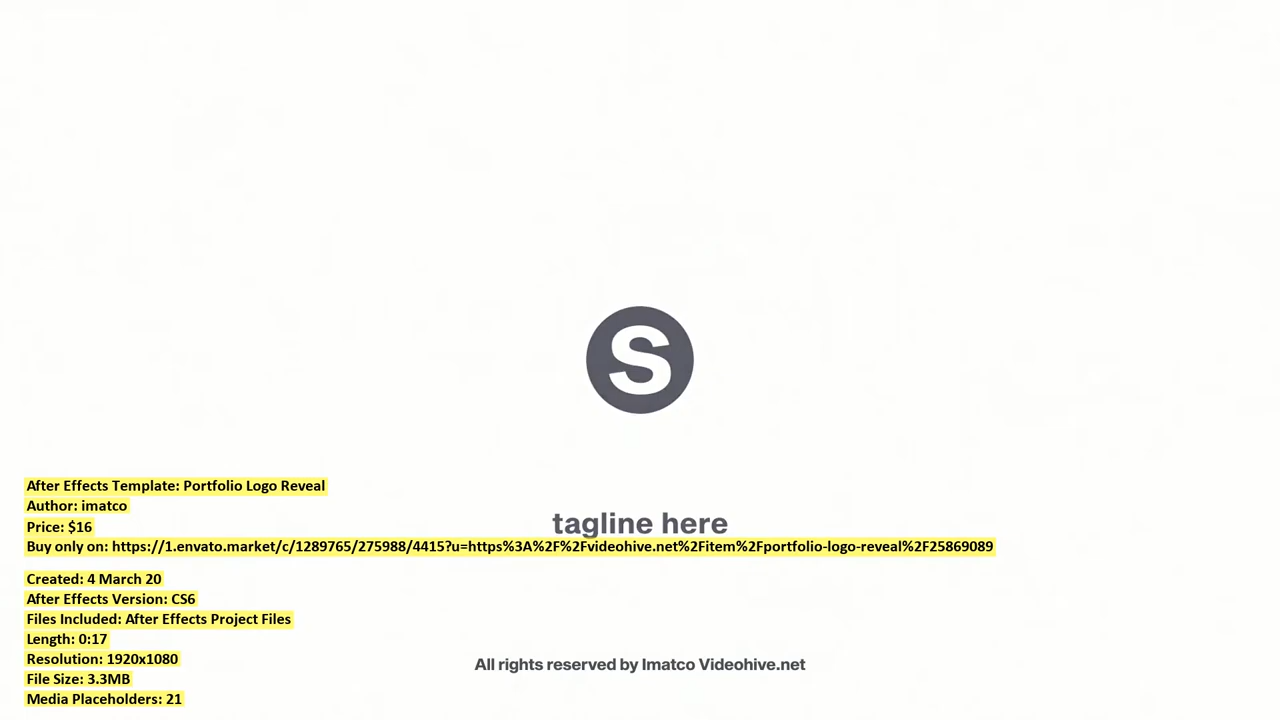 S
After Effects Template: Portfolio Logo Reveal
Author: imatco
Price: $16
tagline here
Buy only on: https://1.envato.market/c/1289765/275988/4415?u=https%3A%2F%2Fvideohive.net%2Fitem%2Fportfolio-logo-reveal%2F25869089
Created: 4 March 20
After Effects Version: CS6
Files Included: After Effects Project Files
Length: 0:17
Resolution: 1920x1080
File Size: 3.3MB
Media Placeholders: 21
All rights reserved by Imatco Videohive.net